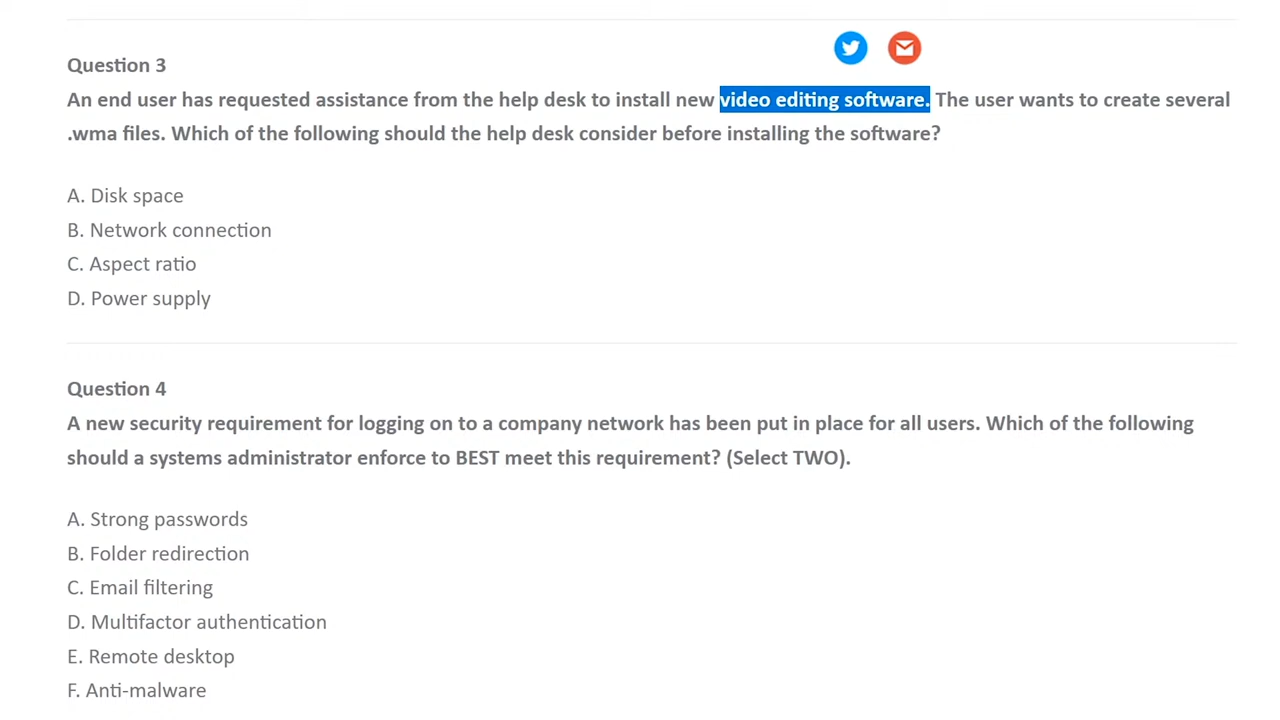 Question 3
An end user has requested assistance from the help desk to install new video editing software. The user wants to create several
.wma files. Which of the following should the help desk consider before installing the software?
A. Disk space
B. Network connection
C. Aspect ratio
D. Power supply
Question 4
A new security requirement for logging on to a company network has been put in place for all users. Which of the following
should a systems administrator enforce to BEST meet this requirement? (Select TWO).
A. Strong passwords
B. Folder redirection
C. Email filtering
D. Multifactor authentication
E. Remote desktop
F. Anti-malware